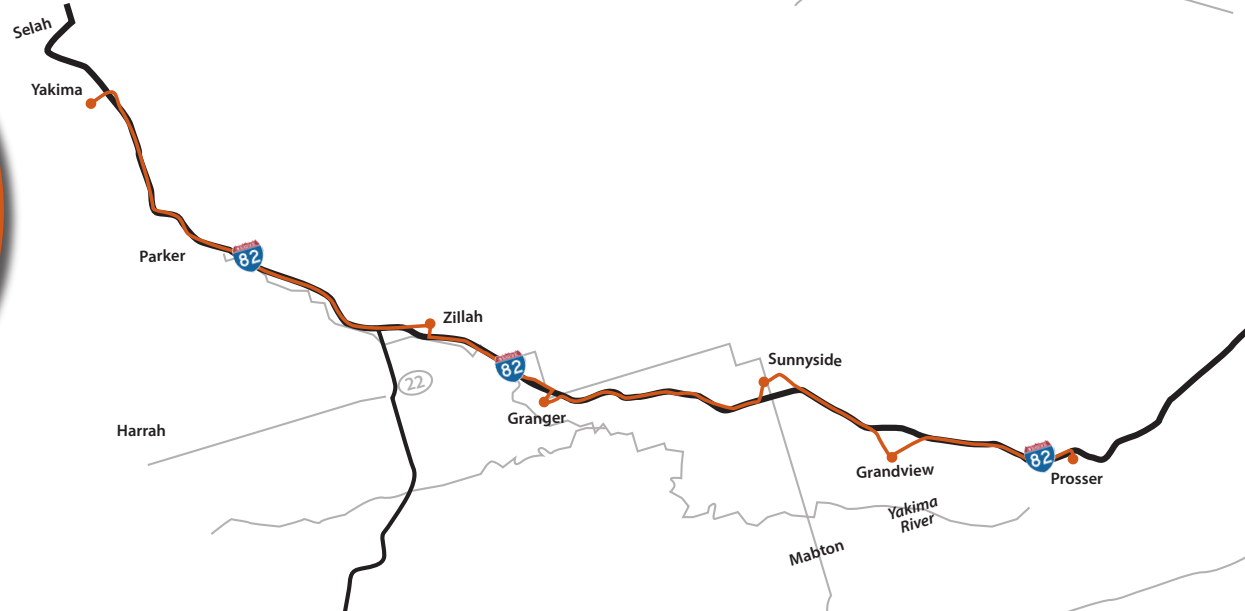 Selah
Yakima
Parker
82
Zillah
82
22
Sunnyside
Granger
Harrah
Grandview
82
Prosser
Yakima
River
Mabton